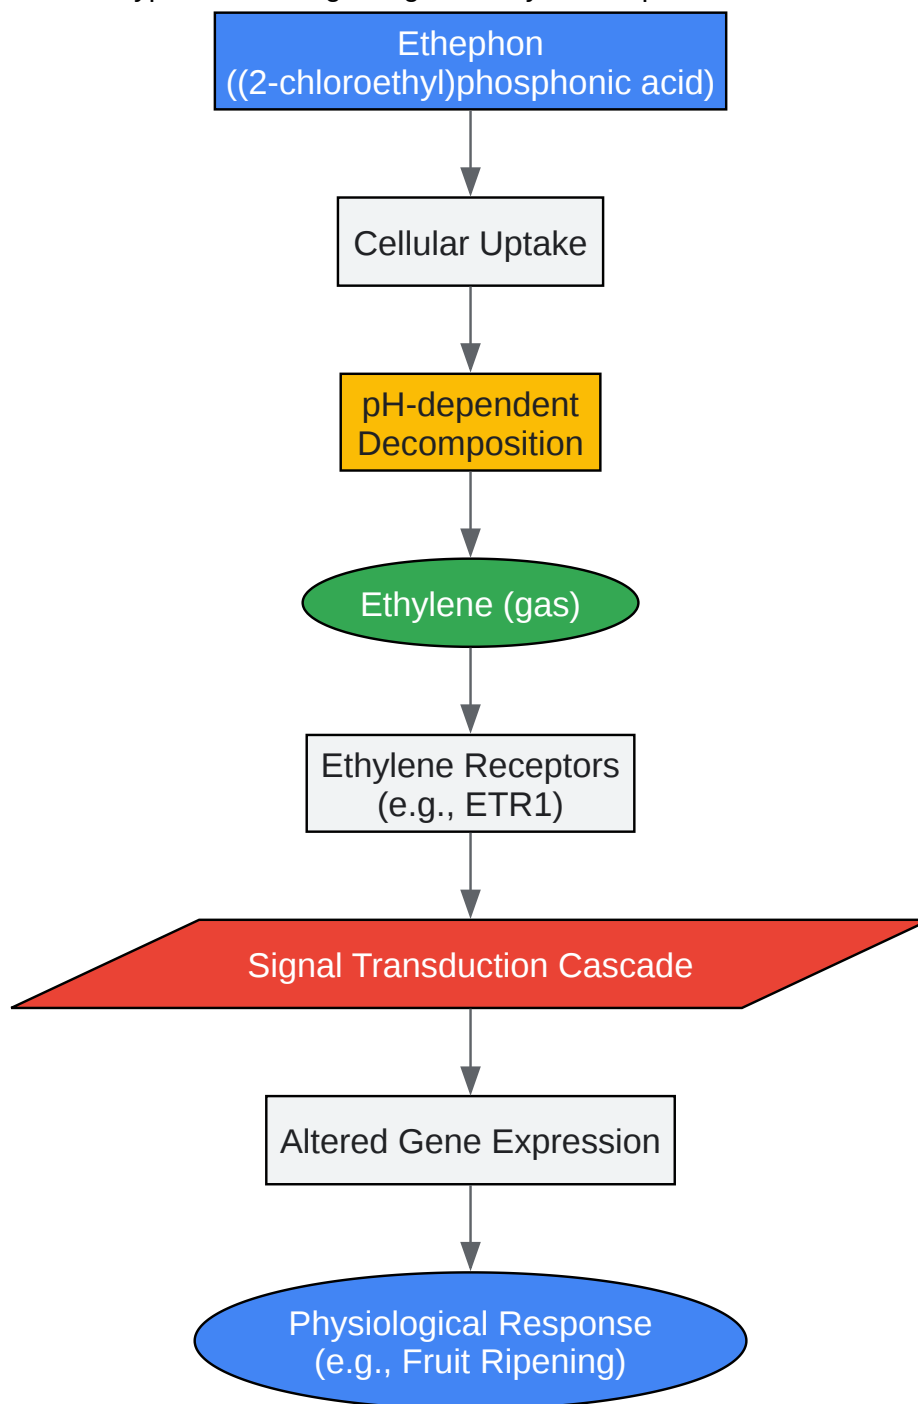 Ethephon
((2-chloroethyl)phosphonic acid)
Cellular Uptake
pH-dependent
Decomposition
Ethylene (gas)
Ethylene Receptors
(e.g., ETR1)
Signal Transduction Cascade
Altered Gene Expression
Physiological Response
(e.g., Fruit Ripening)